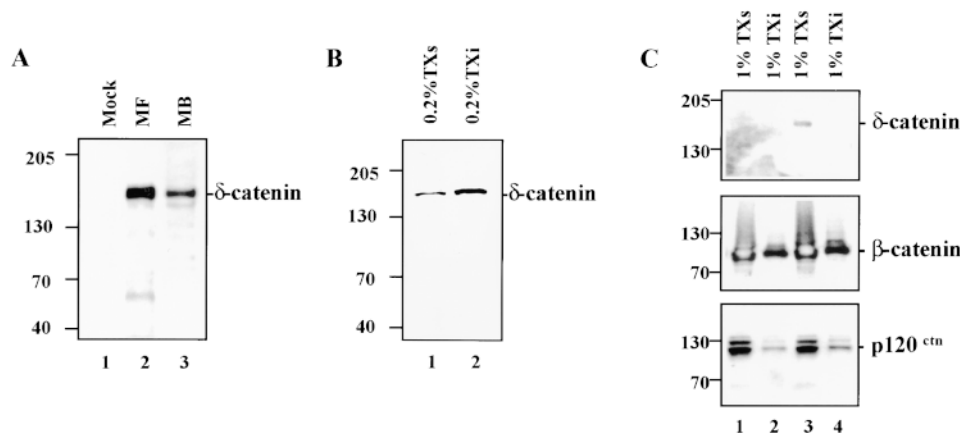 A
Mock
MF
MB
205
130
70
40
δ-catenin
1 2 3
B
0.2%TXs
0.2%TXi
205
130
70
40
δ-catenin
1 2
C
1% TXs
1% TXi
1% TXs
1% TXi
205
130
δ-catenin
130
70
β-catenin
130
70
p120 ctn
1 2 3 4